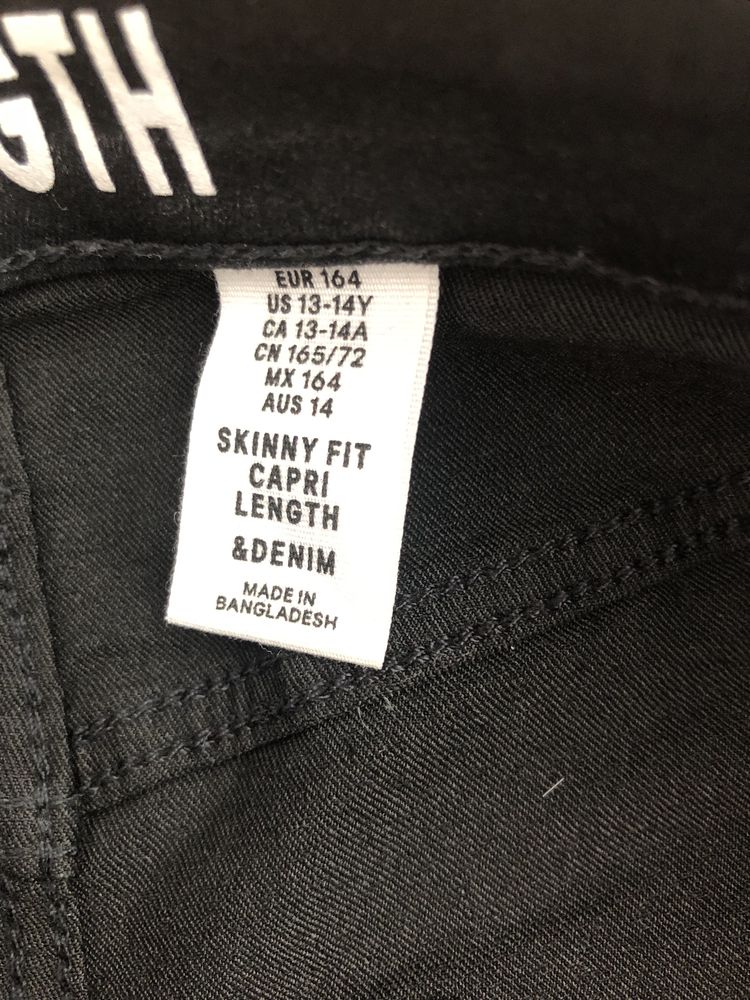 GTH
EUR 164
US 13-14Y
CA 13-14A
CN 165/72
MX 164
AUS 14
SKINNY FIT
CAPRI
LENGTH
&DENIM
MADE IN
BANGLADESH